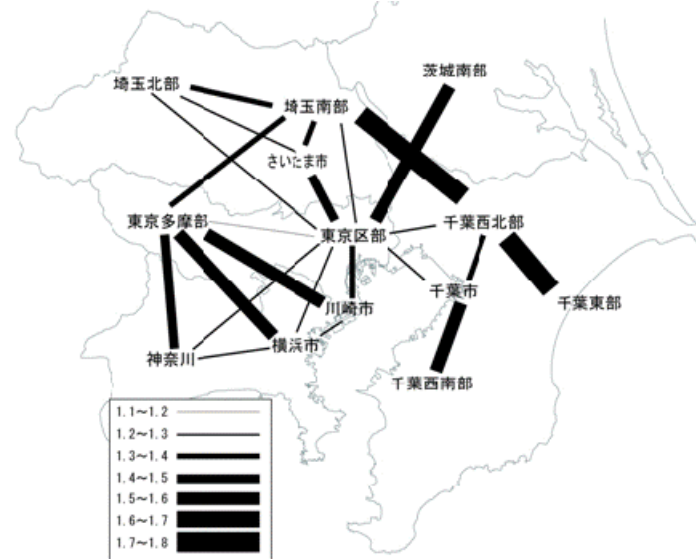 茨城南部
埼玉北部
埼玉南部
さいたま市
東京多摩部
東京区部
千葉西北部
千葉市
千葉東部
川崎市
横浜市
神奈川
千葉西南部
1.1～1.2
1.2～1.3
1.3～1.4
1.4～1.5
1.5～1.6
1.6～1.7
1.7～1.8